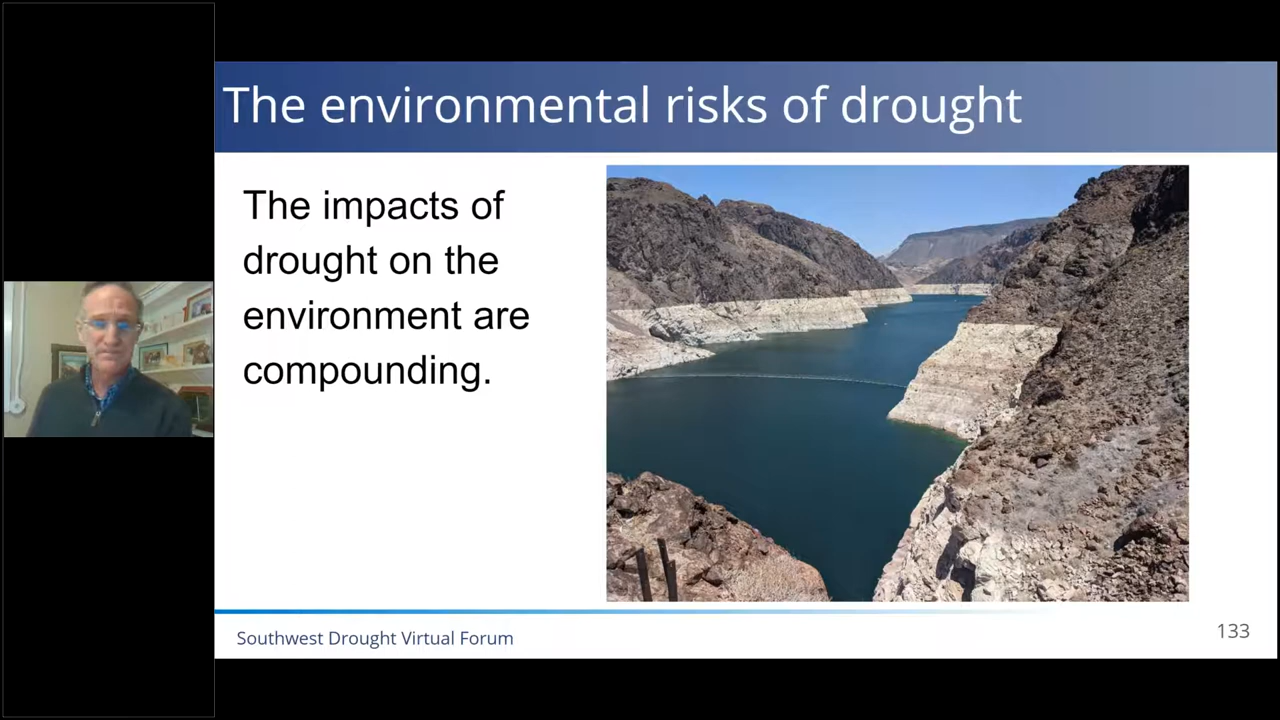 The environmental risks of drought
The impacts of
drought on the
environment are
compounding.
Southwest Drought Virtual Forum
133